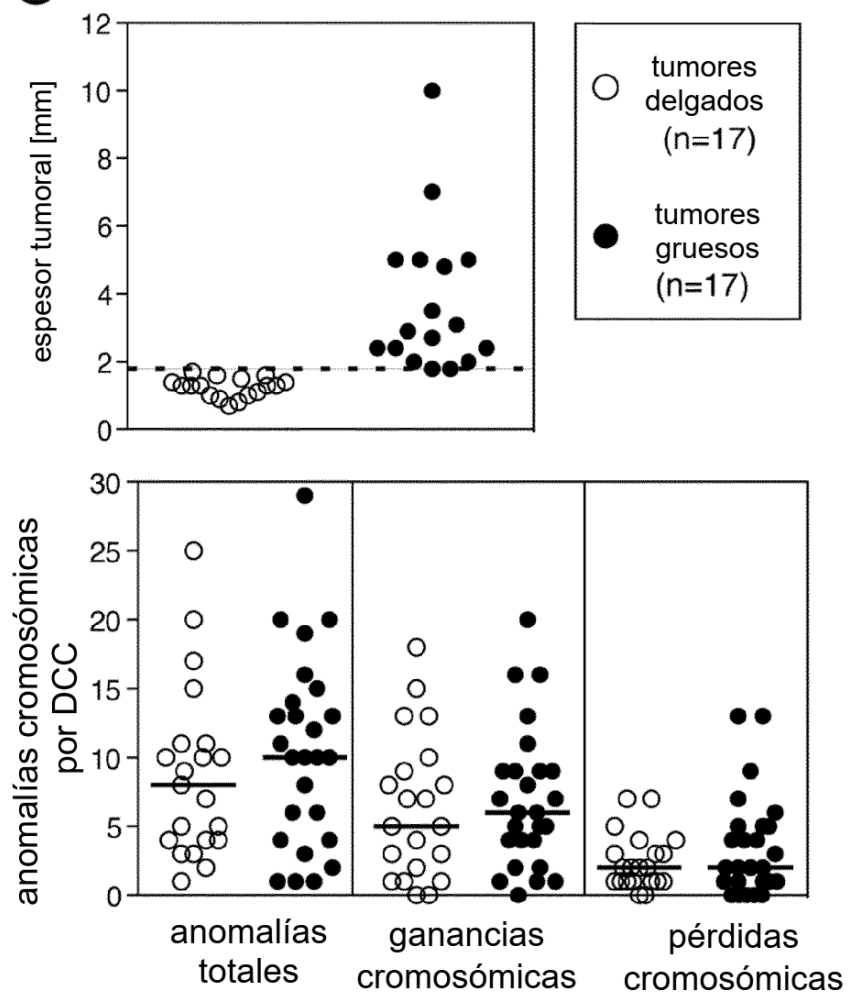 12
10
8
6
4
2
0
espesor tumoral [mm]
tumores
delgados
(n=17)
tumores
gruesos
(n=17)
30
25
20
15
10
5
0
anomalías cromosómicas
por DCC
anomalías
totales
ganancias
cromosómicas
pérdidas
cromosómicas